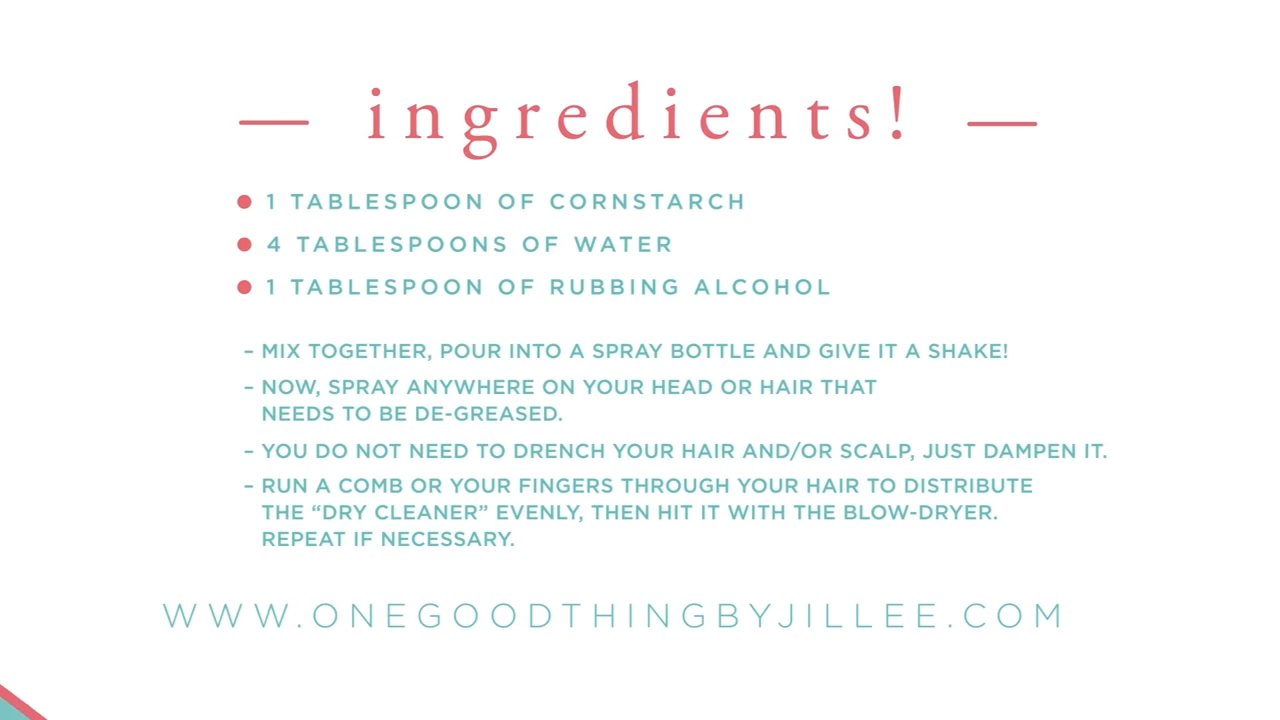 — ingredients! —
• 1 TABLESPOON OF CORNSTARCH
• 4 TABLESPOONS OF WATER
• 1 TABLESPOON OF RUBBING ALCOHOL
– MIX TOGETHER, POUR INTO A SPRAY BOTTLE AND GIVE IT A SHAKE!
– NOW, SPRAY ANYWHERE ON YOUR HEAD OR HAIR THAT
NEEDS TO BE DE-GREASED.
– YOU DO NOT NEED TO DRENCH YOUR HAIR AND/OR SCALP, JUST DAMPEN IT.
– RUN A COMB OR YOUR FINGERS THROUGH YOUR HAIR TO DISTRIBUTE
THE “DRY CLEANER” EVENLY, THEN HIT IT WITH THE BLOW-DRYER.
REPEAT IF NECESSARY.
WWW.ONEGOODTHINGBYJILLEE.COM